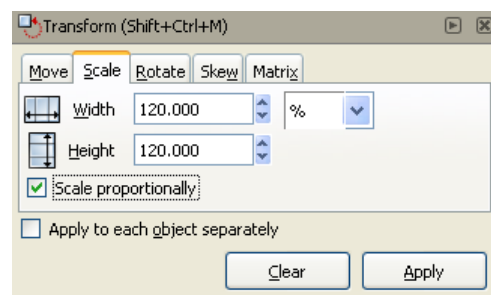 Transform (Shift+Ctrl+M)
Move Scale Rotate Skew Matrix
Width 120.000 %
Height 120.000
Scale proportionally
Apply to each object separately
Clear Apply